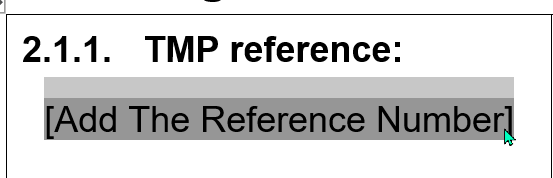 2.1.1. TMP reference:
[Add The Reference Number]